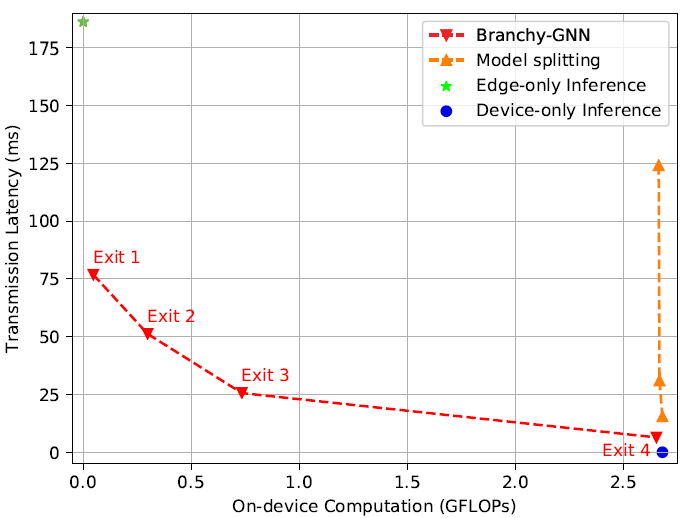 Branchy-GNN
Model splitting
Edge-only Inference
Device-only Inference
175
150
125
100
75
50
25
0
Transmission Latency (ms)
Exit 1
Exit 2
Exit 3
Exit 4
0.0 0.5 1.0 1.5 2.0 2.5
On-device Computation (GFLOPs)